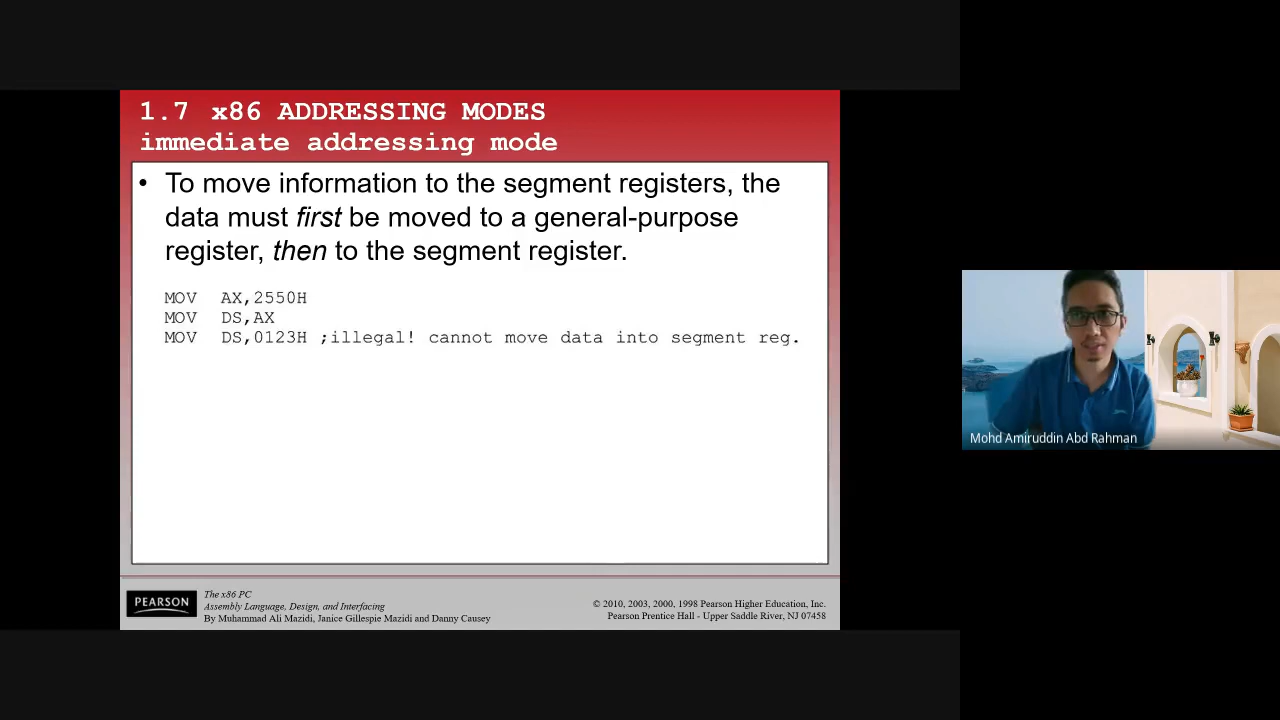 1.7 x86 ADDRESSING MODES
immediate addressing mode
• To move information to the segment registers, the
data must first be moved to a general-purpose
register, then to the segment register.
MOV AX,2550H
MOV DS,AX
MOV DS,0123H ;illegal! cannot move data into segment reg.
Mohd Amiruddin Abd Rahman
PEARSON
The x86 PC
Assembly Language, Design, and Interfacing
By Muhammad Ali Mazidi, Janice Gillespie Mazidi and Danny Causey
© 2010, 2003, 2000, 1998 Pearson Higher Education, Inc.
Pearson Prentice Hall - Upper Saddle River, NJ 07458